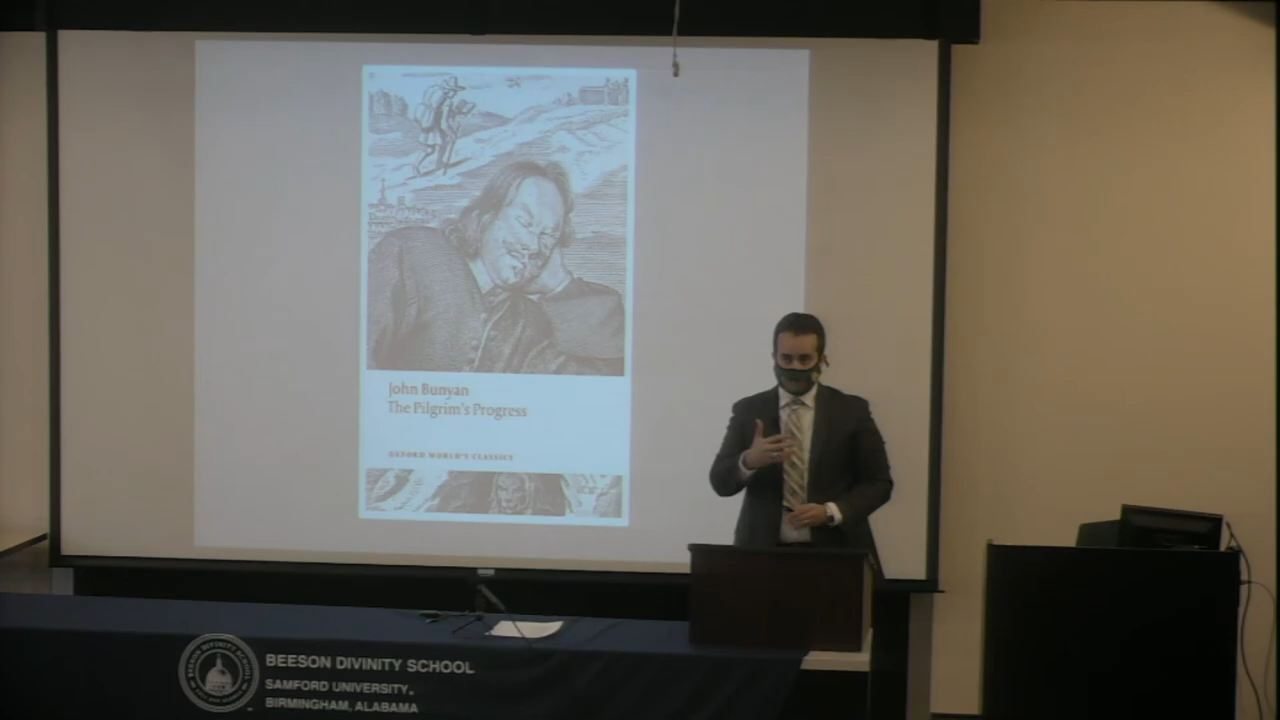 John Bunyan
The Pilgrim's Progress
OXFORD WORLD'S CLASSICS
BEESON DIVINITY SCHOOL
SAMFORD UNIVERSITY
BIRMINGHAM, ALABAMA